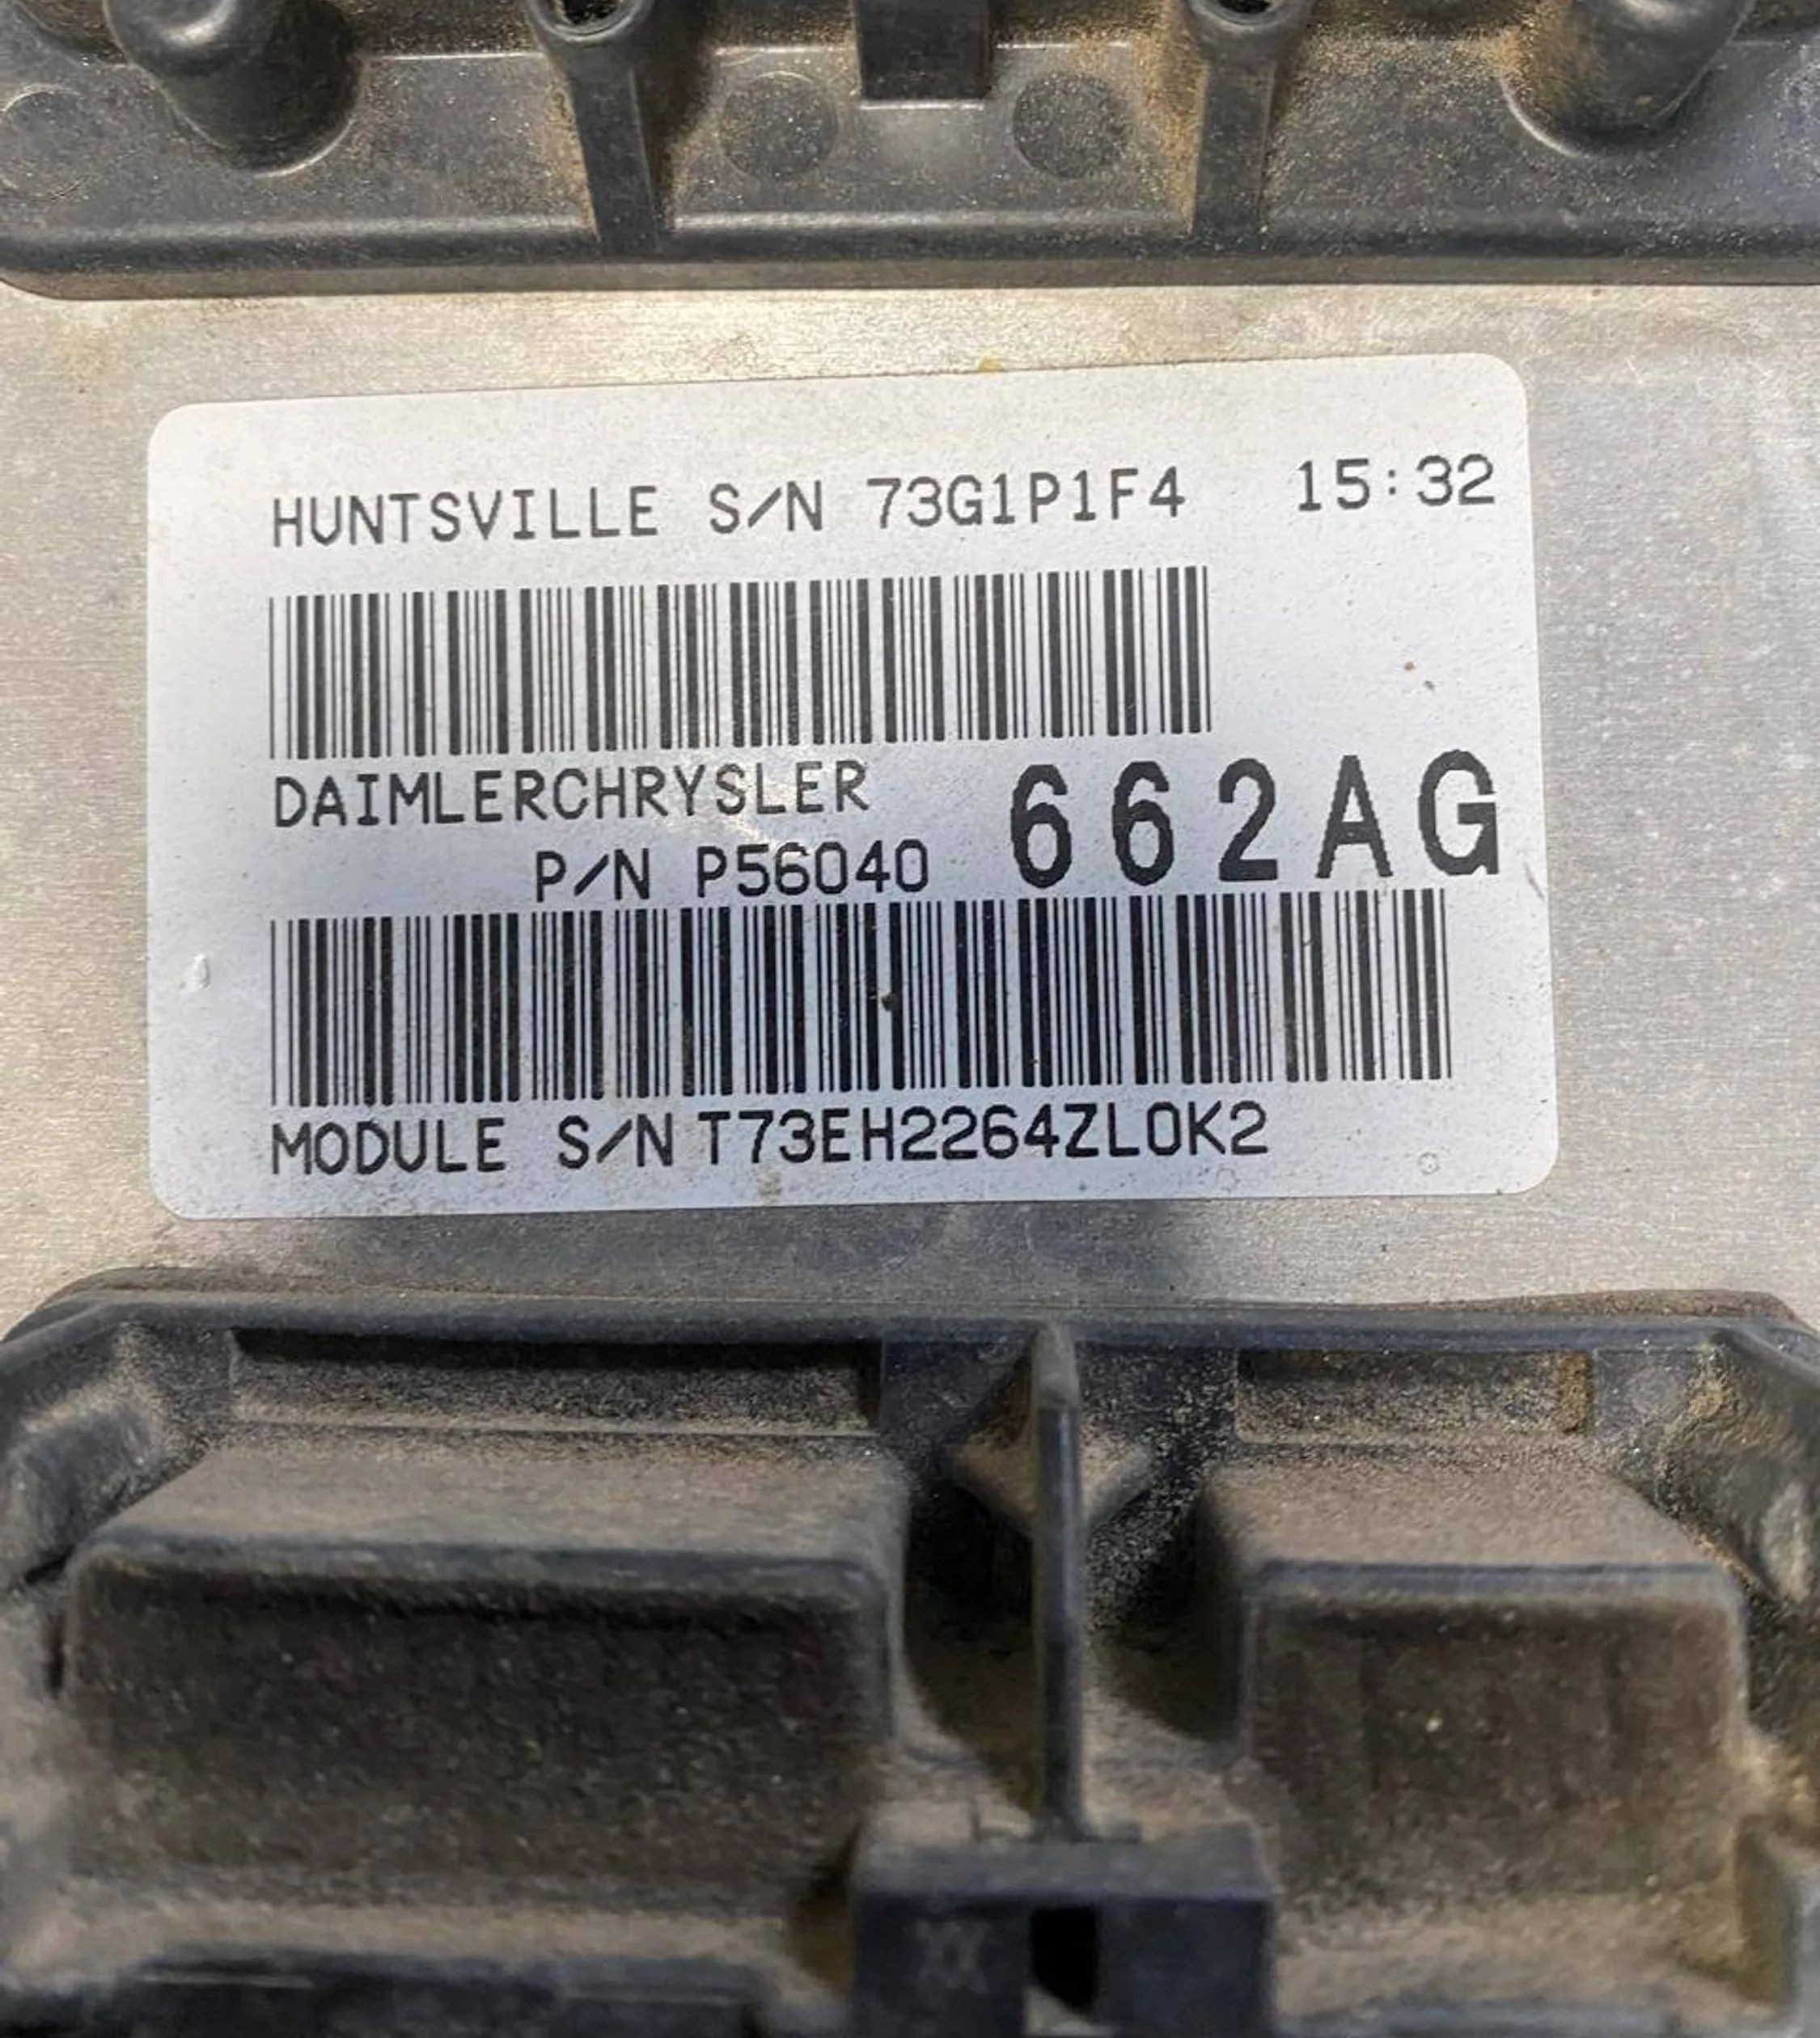 HUNTSVILLE S/N 73G1P1F4 15:32
DAIMLERCHRYSLER
P/N P56040 662AG
MODULE S/N T73EH2264ZL0K2